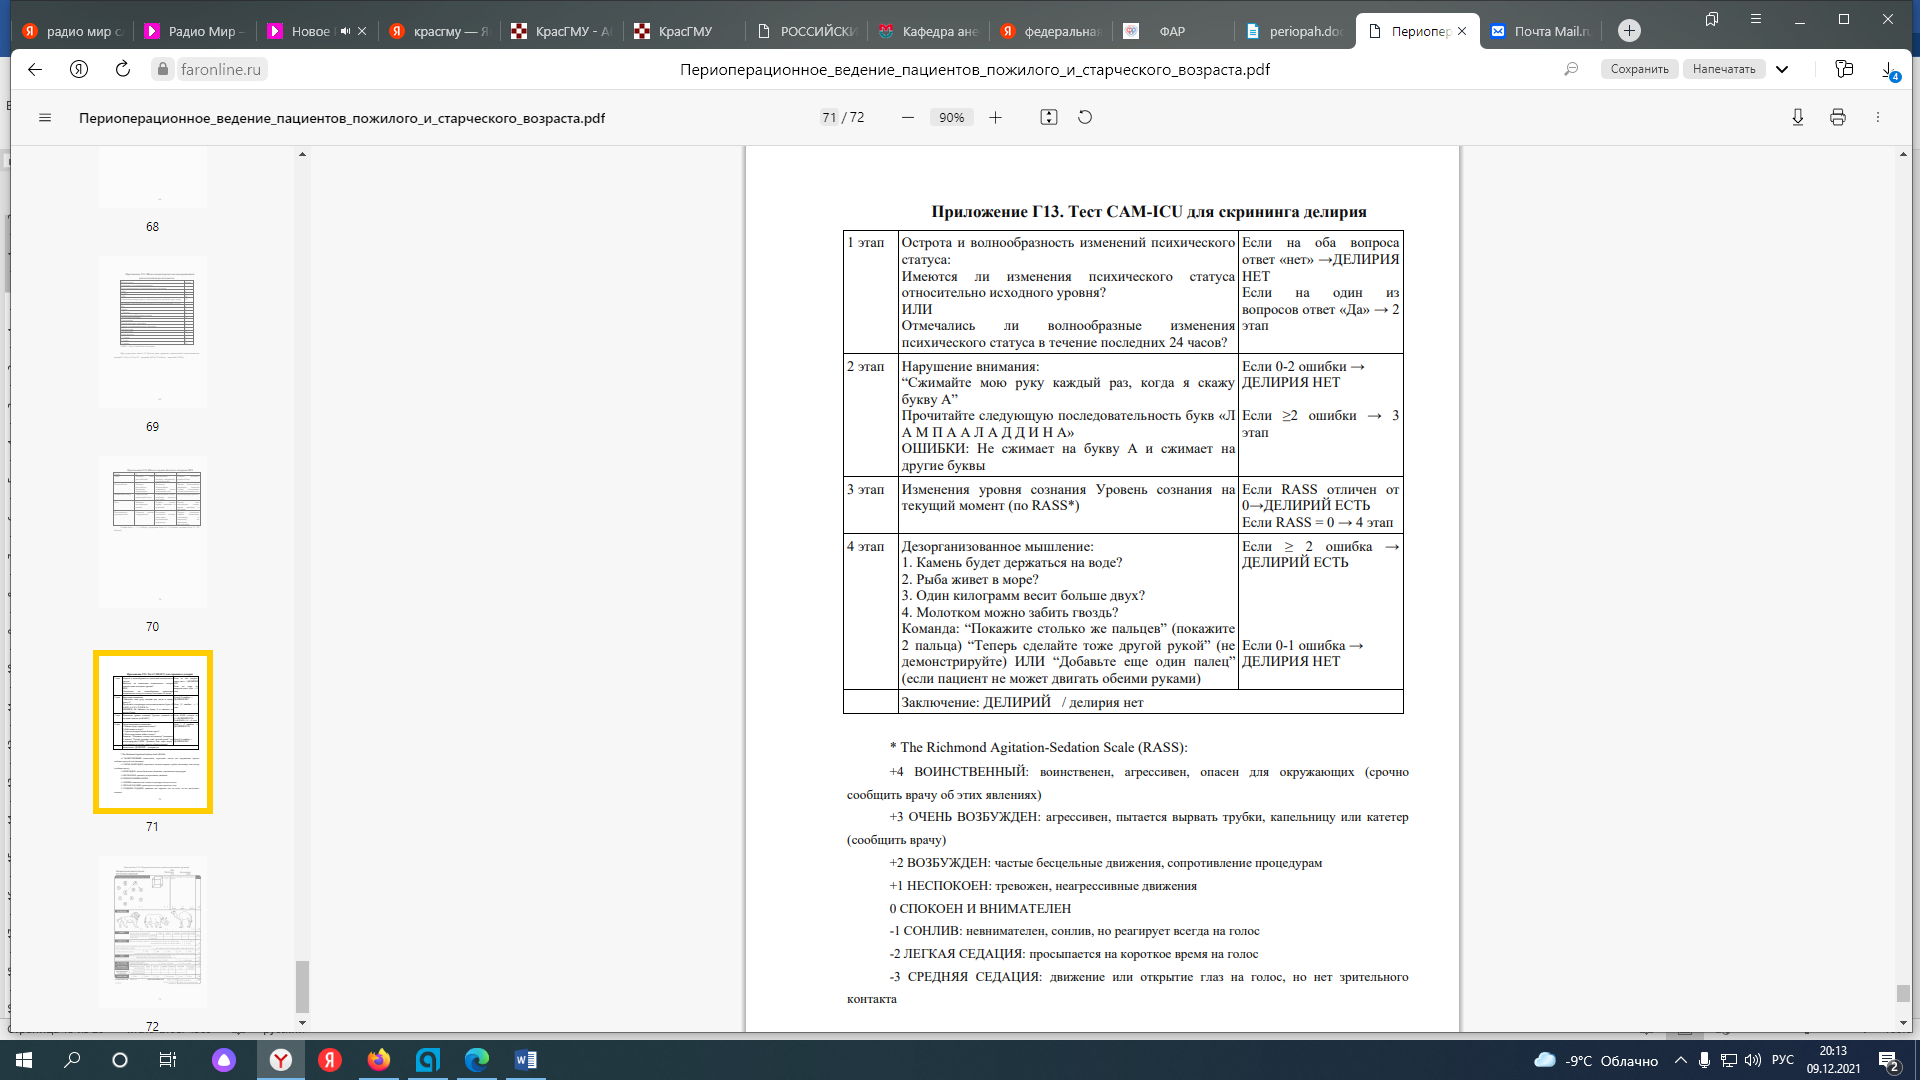 радио мир с
Радио Мир –
Новое
красгму — Я
КрасГМУ - А
КрасГМУ
РОССИЙСКИ
Кафедра ане
федеральная
ФАР
periopah.doc
Периопер
Почта Mail.ru
faronline.ru
Периоперационное_ведение_пациентов_пожилого_и_старческого_возраста.pdf
Сохранить
Напечатать
4
Периоперационное_ведение_пациентов_пожилого_и_старческого_возраста.pdf
71 / 72
90%
68
69
70
71
72
Приложение Г13. Тест CAM-ICU для скрининга делирия
1 этап
Острота и волнообразность изменений психического
статуса:
Имеются ли изменения психического статуса
относительно исходного уровня?
ИЛИ
Отмечались ли волнообразные изменения
психического статуса в течение последних 24 часов?
Если на оба вопроса
ответ «нет» →ДЕЛИРИЯ
НЕТ
Если на один из
вопросов ответ «Да» → 2
этап
2 этап
Нарушение внимания:
“Сжимайте мою руку каждый раз, когда я скажу
букву А”
Прочитайте следующую последовательность букв «Л
А М П А А Л А Д Д И Н А»
ОШИБКИ: Не сжимает на букву А и сжимает на
другие буквы
Если 0-2 ошибки →
ДЕЛИРИЯ НЕТ
Если ≥2 ошибки → 3
этап
3 этап
Изменения уровня сознания Уровень сознания на
текущий момент (по RASS*)
Если RASS отличен от
0→ДЕЛИРИЙ ЕСТЬ
Если RASS = 0 → 4 этап
4 этап
Дезорганизованное мышление:
1. Камень будет держаться на воде?
2. Рыба живет в море?
3. Один килограмм весит больше двух?
4. Молотком можно забить гвоздь?
Команда: “Покажите столько же пальцев” (покажите
2 пальца) “Теперь сделайте тоже другой рукой” (не
демонстрируйте) ИЛИ “Добавьте еще один палец”
(если пациент не может двигать обеими руками)
Если ≥ 2 ошибка →
ДЕЛИРИЙ ЕСТЬ
Если 0-1 ошибка →
ДЕЛИРИЯ НЕТ
Заключение: ДЕЛИРИЙ / делирия нет
* The Richmond Agitation-Sedation Scale (RASS):
+4 ВОИНСТВЕННЫЙ: воинственен, агрессивен, опасен для окружающих (срочно
сообщить врачу об этих явлениях)
+3 ОЧЕНЬ ВОЗБУЖДЕН: агрессивен, пытается вырвать трубки, капельницу или катетер
(сообщить врачу)
+2 ВОЗБУЖДЕН: частые бесцельные движения, сопротивление процедурам
+1 НЕСПОКОЕН: тревожен, неагрессивные движения
0 СПОКОЕН И ВНИМАТЕЛЕН
-1 СОНЛИВ: невнимателен, сонлив, но реагирует всегда на голос
-2 ЛЕГКАЯ СЕДАЦИЯ: просыпается на короткое время на голос
-3 СРЕДНЯЯ СЕДАЦИЯ: движение или открытие глаз на голос, но нет зрительного
контакта
-9°C Облачно
РУС
20:13
09.12.2021
2